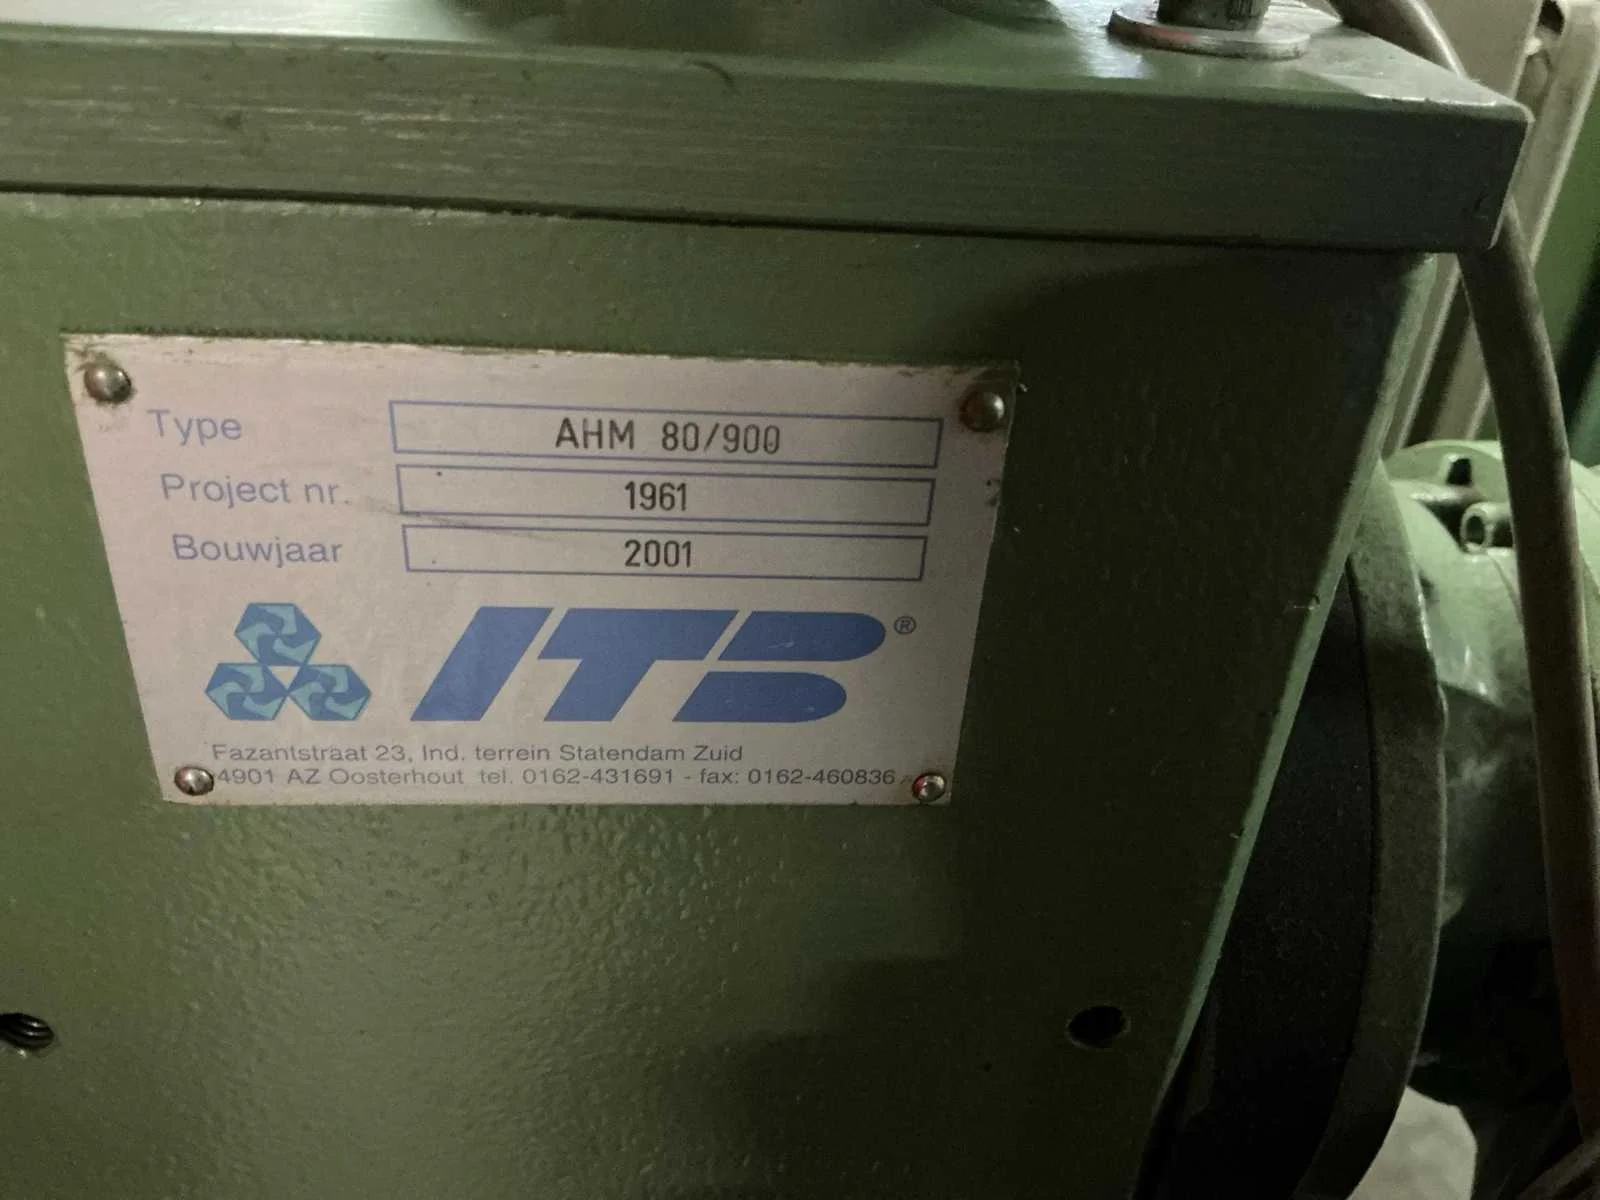 Type AHM 80/900
Project nr. 1961
Bouwjaar 2001
ITB®
Fazantstraat 23, Ind. terrein Statendam Zuid
4901 AZ Oosterhout tel. 0162-431691 - fax: 0162-460836